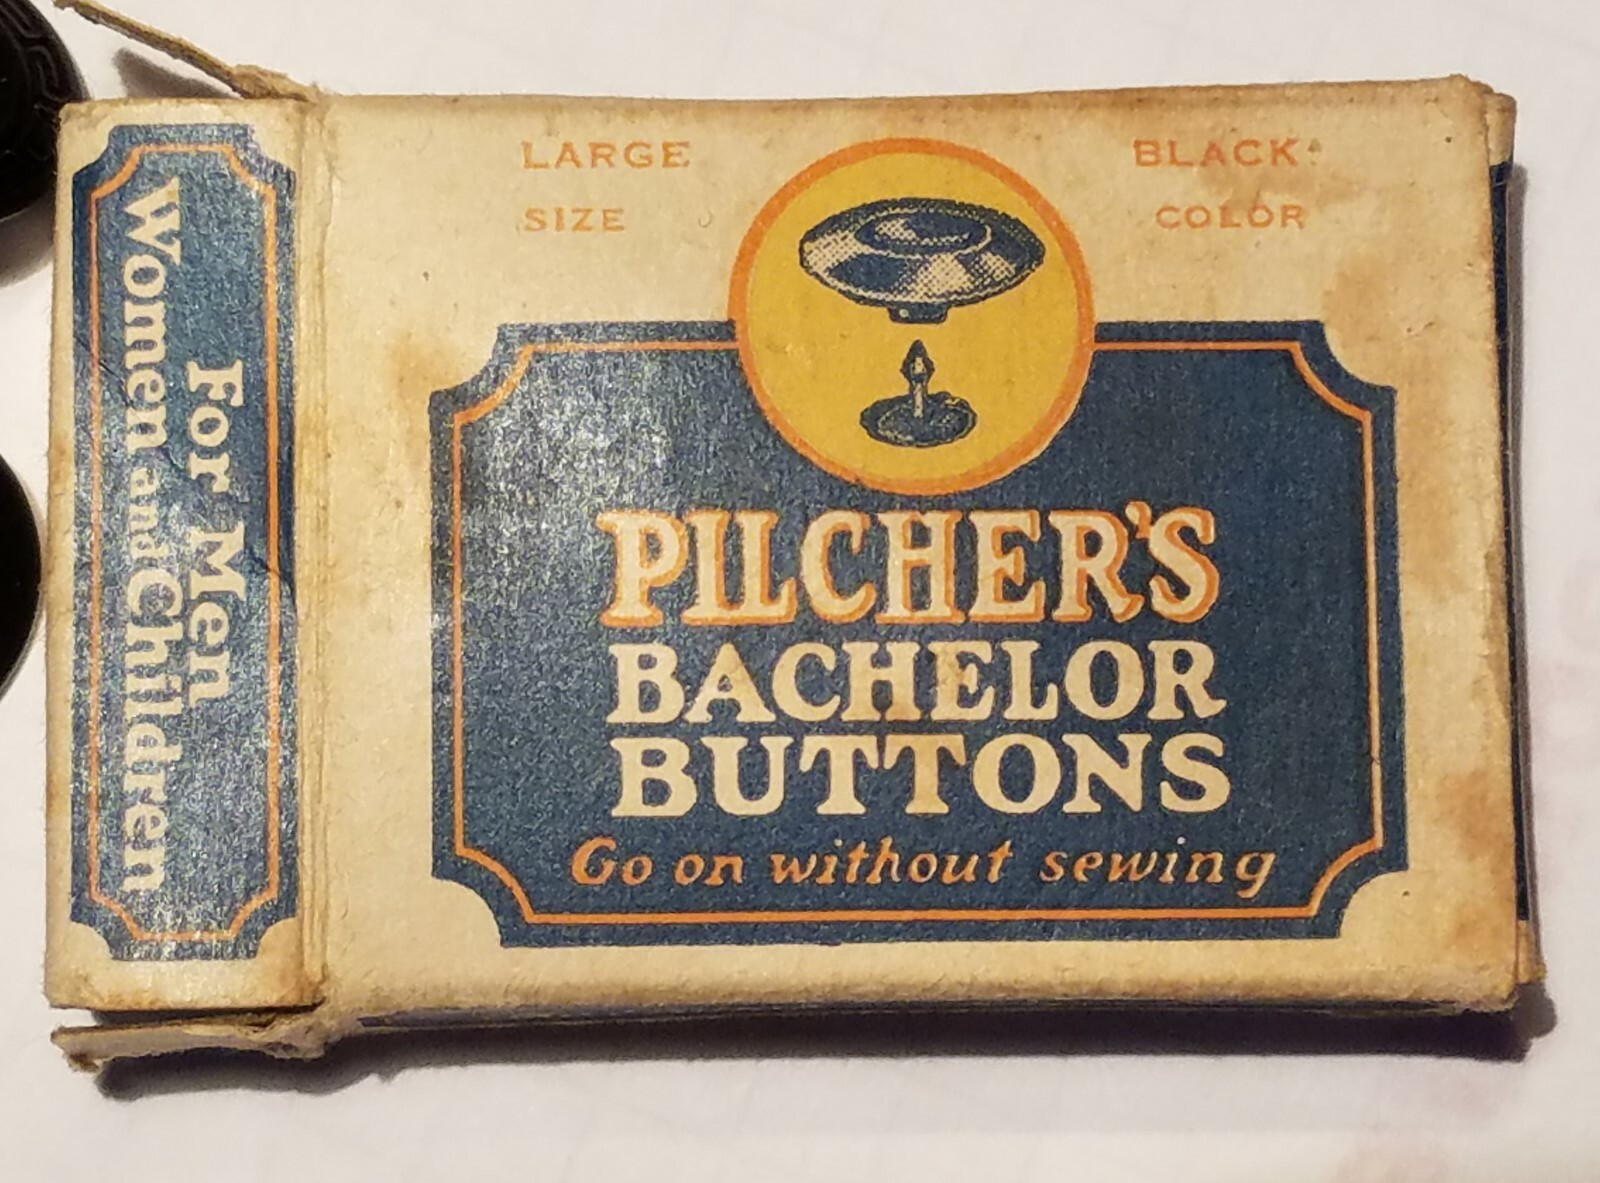 For Men
Women and Children
LARGE
SIZE
BLACK
COLOR
PILCHER'S
BACHELOR
BUTTONS
Go on without sewing